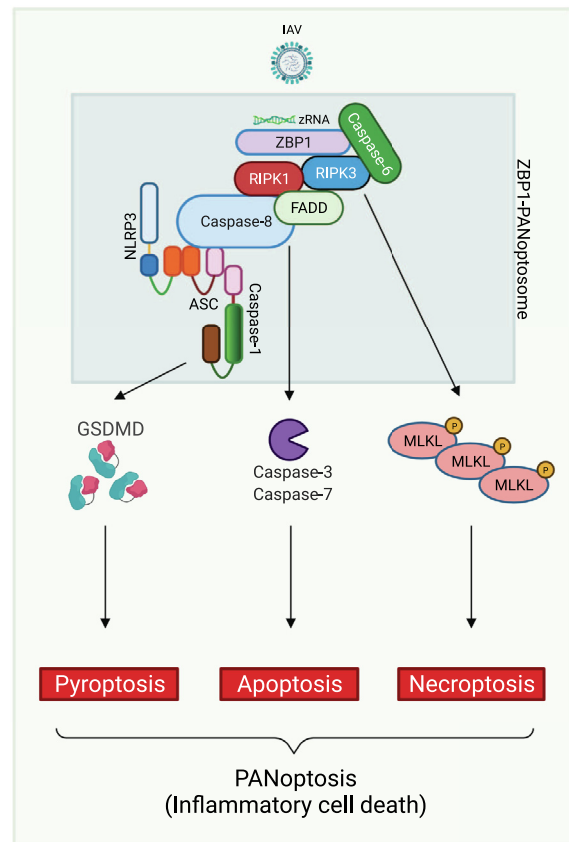 IAV
zRNA
ZBP1
Caspase-6
RIPK1
RIPK3
FADD
Caspase-8
NLRP3
ASC
Caspase-1
ZBP1-PANoptosome
GSDMD
Caspase-3
Caspase-7
P
MLKL
P
MLKL
P
MLKL
Pyroptosis
Apoptosis
Necroptosis
PANoptosis
(Inflammatory cell death)